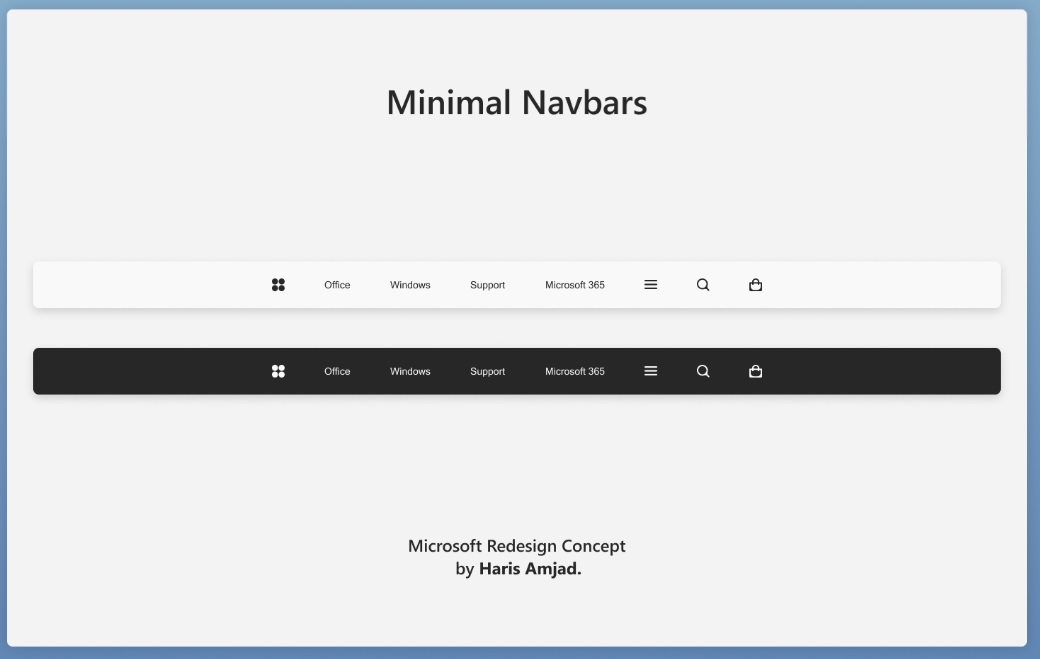 Minimal Navbars
Office Windows Support Microsoft 365
Office Windows Support Microsoft 365
Microsoft Redesign Concept
by Haris Amjad.